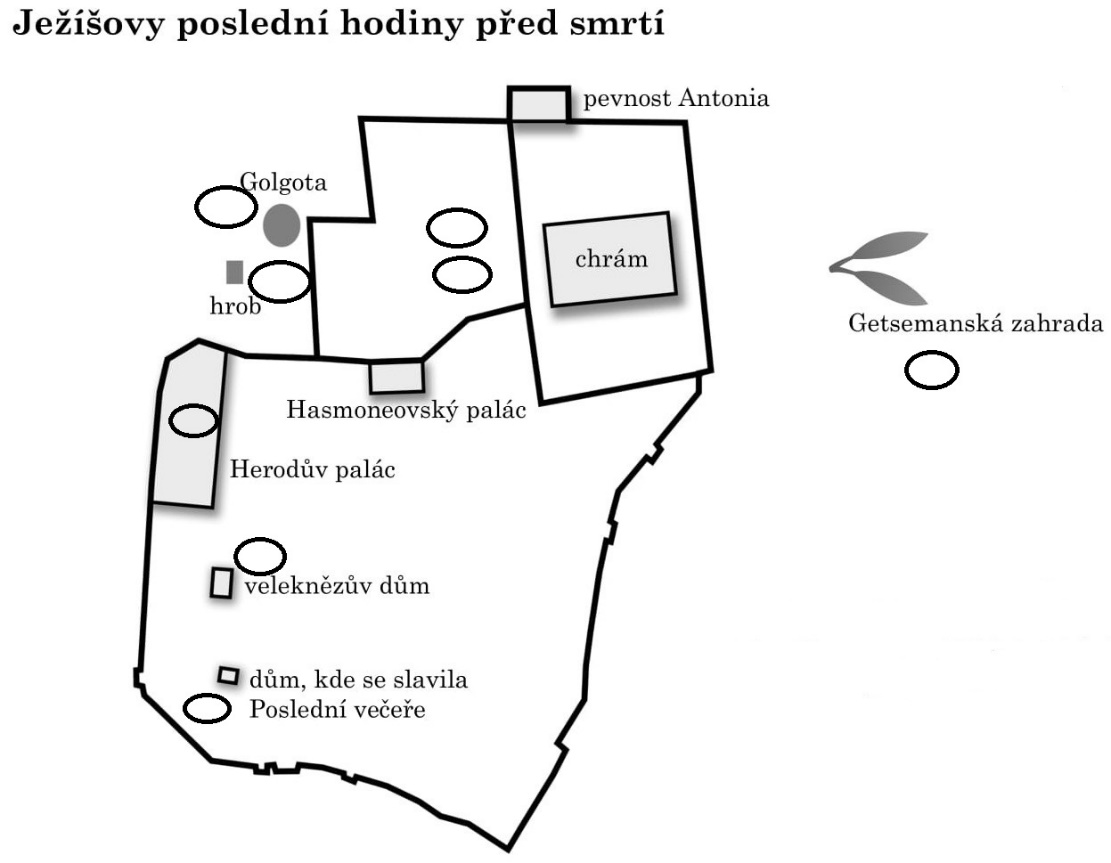 Ježíšovy poslední hodiny před smrtí
pevnost Antonia
Golgota
chrám
hrob
Getsemanská zahrada
Hasmoneovský palác
Herodův palác
veleknězův dům
dům, kde se slavila
Poslední večeře